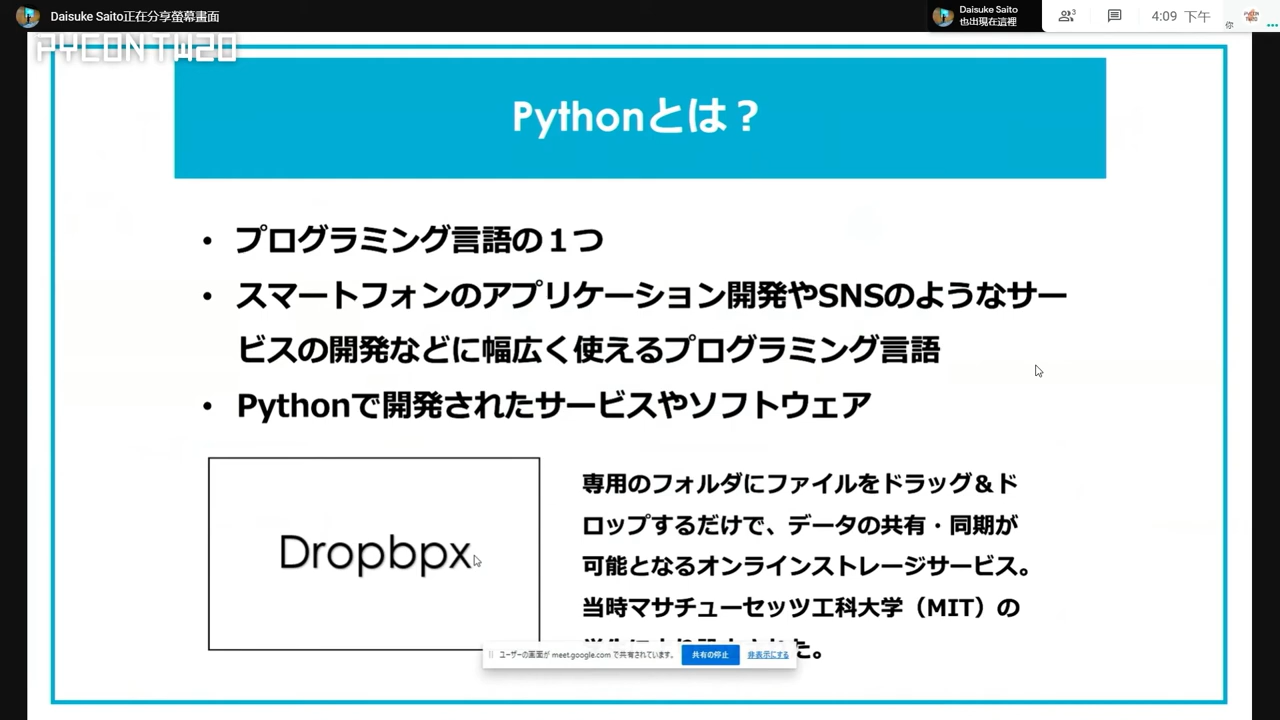 Daisuke Saito正在分享螢幕畫面
Daisuke Saito
也出現在這裡
3
4:09 下午
你
PYCON TW20
Pythonとは？
• プログラミング言語の１つ
• スマートフォンのアプリケーション開発やSNSのようなサー
ビスの開発などに幅広く使えるプログラミング言語
• Pythonで開発されたサービスやソフトウェア
Dropbpx
専用のフォルダにファイルをドラッグ＆ド
ロップするだけで、データの共有・同期が
可能となるオンラインストレージサービス。
当時マサチューセッツ工科大学（MIT）の
た。
ユーザーの画面が meet.google.com で共有されています。
共有の停止
非表示にする